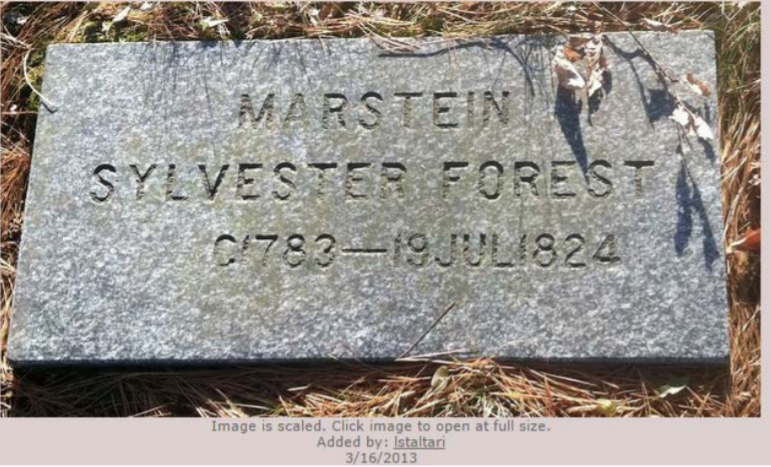 MARSTEIN
SYLVESTER FOREST
C1783—19JUL1824
Image is scaled. Click image to open at full size.
Added by: lstaltari
3/16/2013